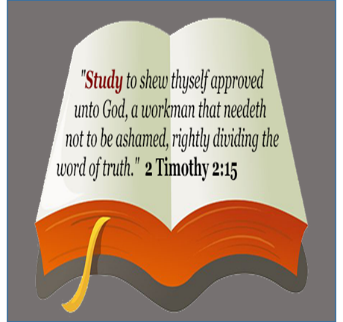 "Study to shew thyself approved
unto God, a workman that needeth
not to be ashamed, rightly dividing the
word of truth." 2 Timothy 2:15